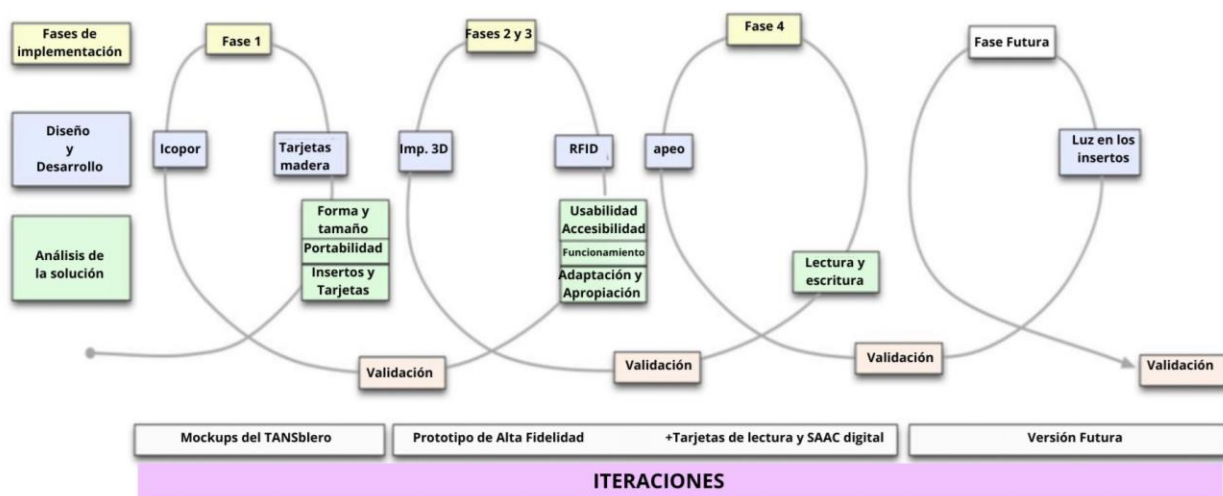 Fases de
implementación
Fase 1
Fases 2 y 3
Fase 4
Fase Futura
Diseño
y
Desarrollo
Icopor
Tarjetas
madera
Imp. 3D
RFID
apeo
Luz en los
insertos
Análisis de
la solución
Forma y
tamaño
Portabilidad
Insertos y
Tarjetas
Usabilidad
Accesibilidad
Funcionamiento
Adaptación y
Apropiación
Lectura y
escritura
Validación
Validación
Validación
Validación
Mockups del TANSblero
Prototipo de Alta Fidelidad
+Tarjetas de lectura y SAAC digital
Versión Futura
ITERACIONES